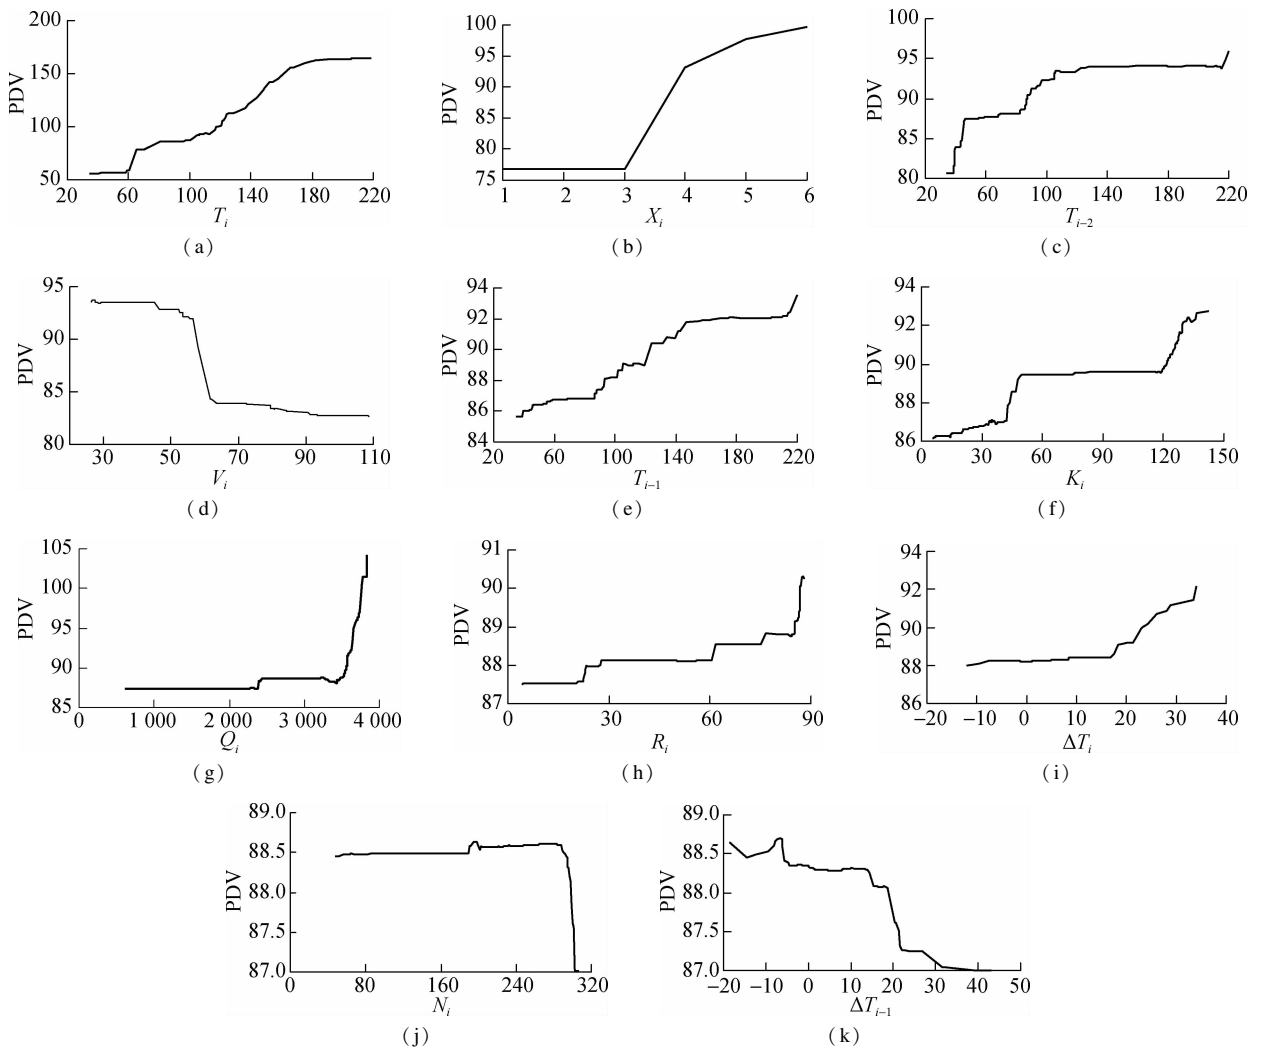 200
150
100
50
PDV
20 60 100 140 180 220
T_i
(a)
100
95
90
85
80
75
PDV
1 2 3 4 5 6
X_i
(b)
100
95
90
85
80
PDV
20 60 100 140 180 220
T_{i-2}
(c)
95
90
85
80
PDV
30 50 70 90 110
V_i
(d)
94
92
90
88
86
84
PDV
20 60 100 140 180 220
T_{i-1}
(e)
94
92
90
88
86
PDV
0 30 60 90 120 150
K_i
(f)
105
100
95
90
85
PDV
0 1 000 2 000 3 000 4 000
Q_i
(g)
91
90
89
88
87
PDV
0 30 60 90
R_i
(h)
94
92
90
88
86
PDV
-20 -10 0 10 20 30 40
ΔT_i
(i)
89.0
88.5
88.0
87.5
87.0
PDV
0 80 160 240 320
N_i
(j)
89.0
88.5
88.0
87.5
87.0
PDV
-20 -10 0 10 20 30 40 50
ΔT_{i-1}
(k)